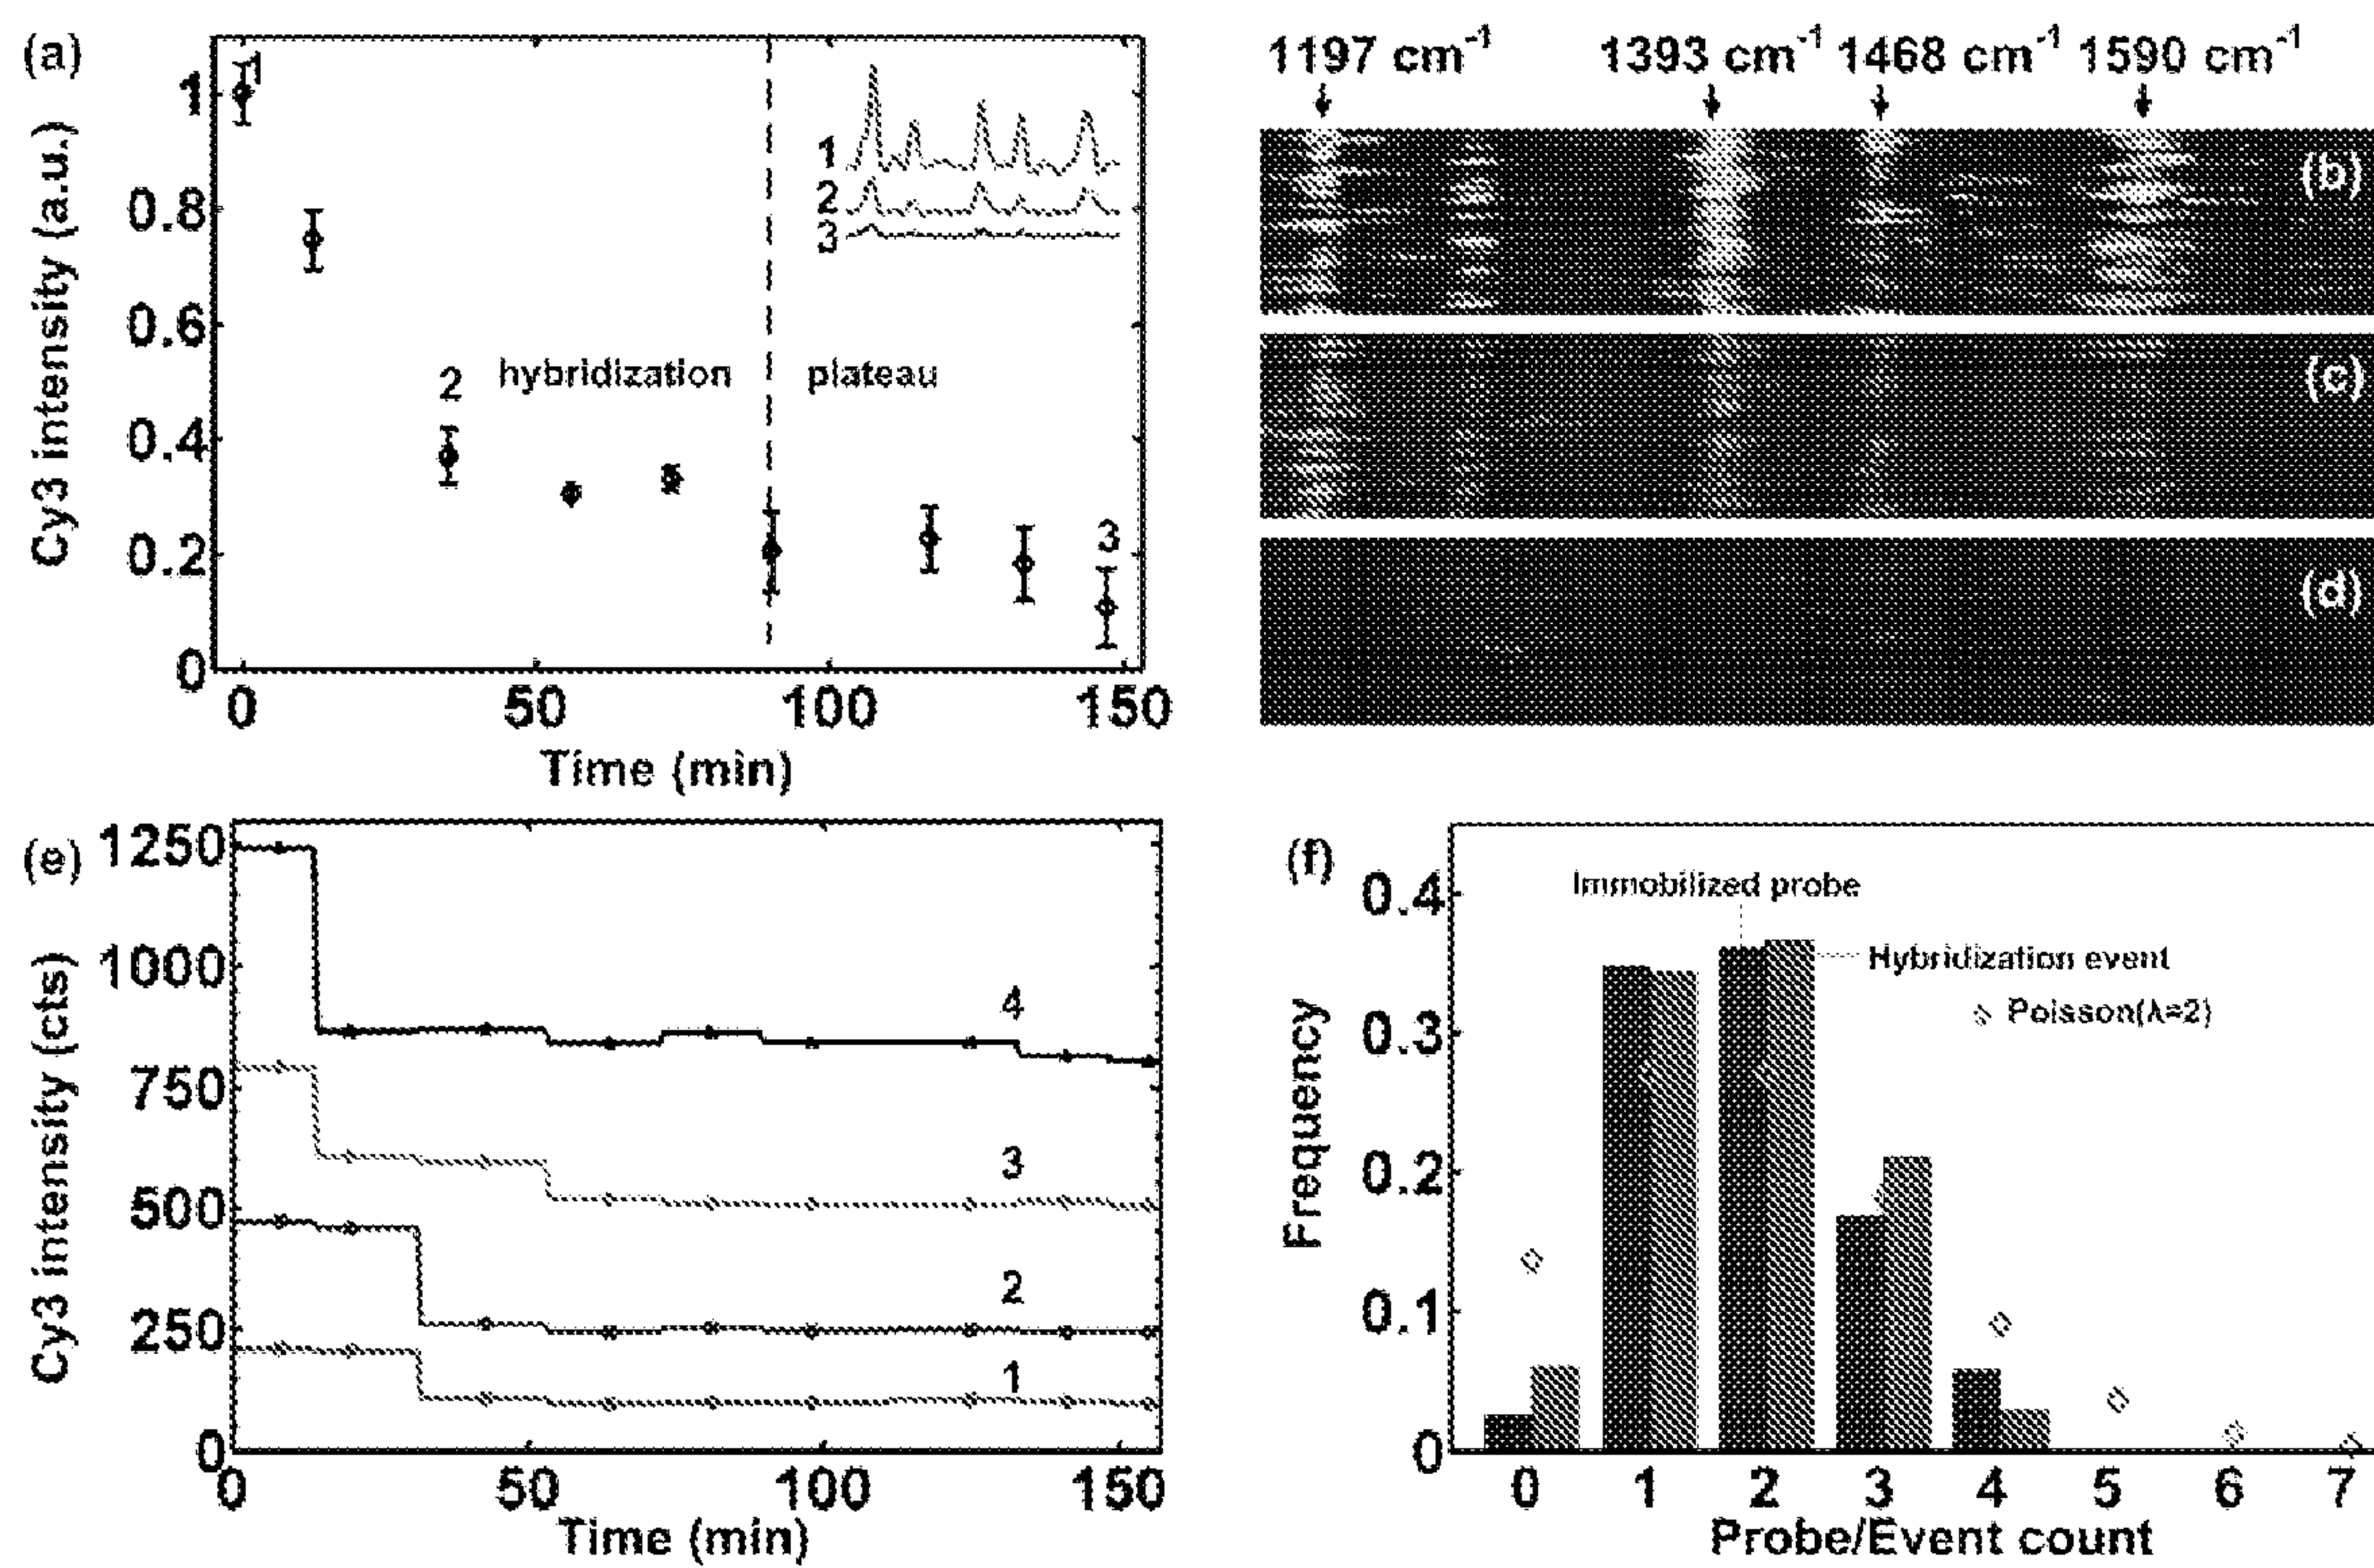 (a)
Cy3 intensity (a.u.)
1
0.8
0.6
0.4
0.2
0
0 50 100 150
Time (min)
1
2
3
hybridization
plateau
1
2
3
1197 cm⁻¹ 1393 cm⁻¹ 1468 cm⁻¹ 1590 cm⁻¹
(b)
(c)
(d)
(e)
Cy3 intensity (cts)
1250
1000
750
500
250
0
4
3
2
1
0 50 100 150
Time (min)
(f)
Frequency
0.4
0.3
0.2
0.1
0
Immobilized probe
Hybridization event
Poisson(λ=2)
0 1 2 3 4 5 6 7
Probe/Event count